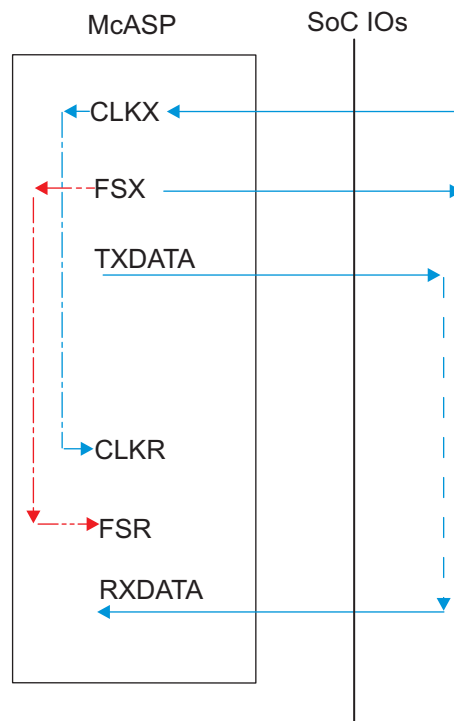 McASP
SoC IOs
CLKX
FSX
TXDATA
CLKR
FSR
RXDATA